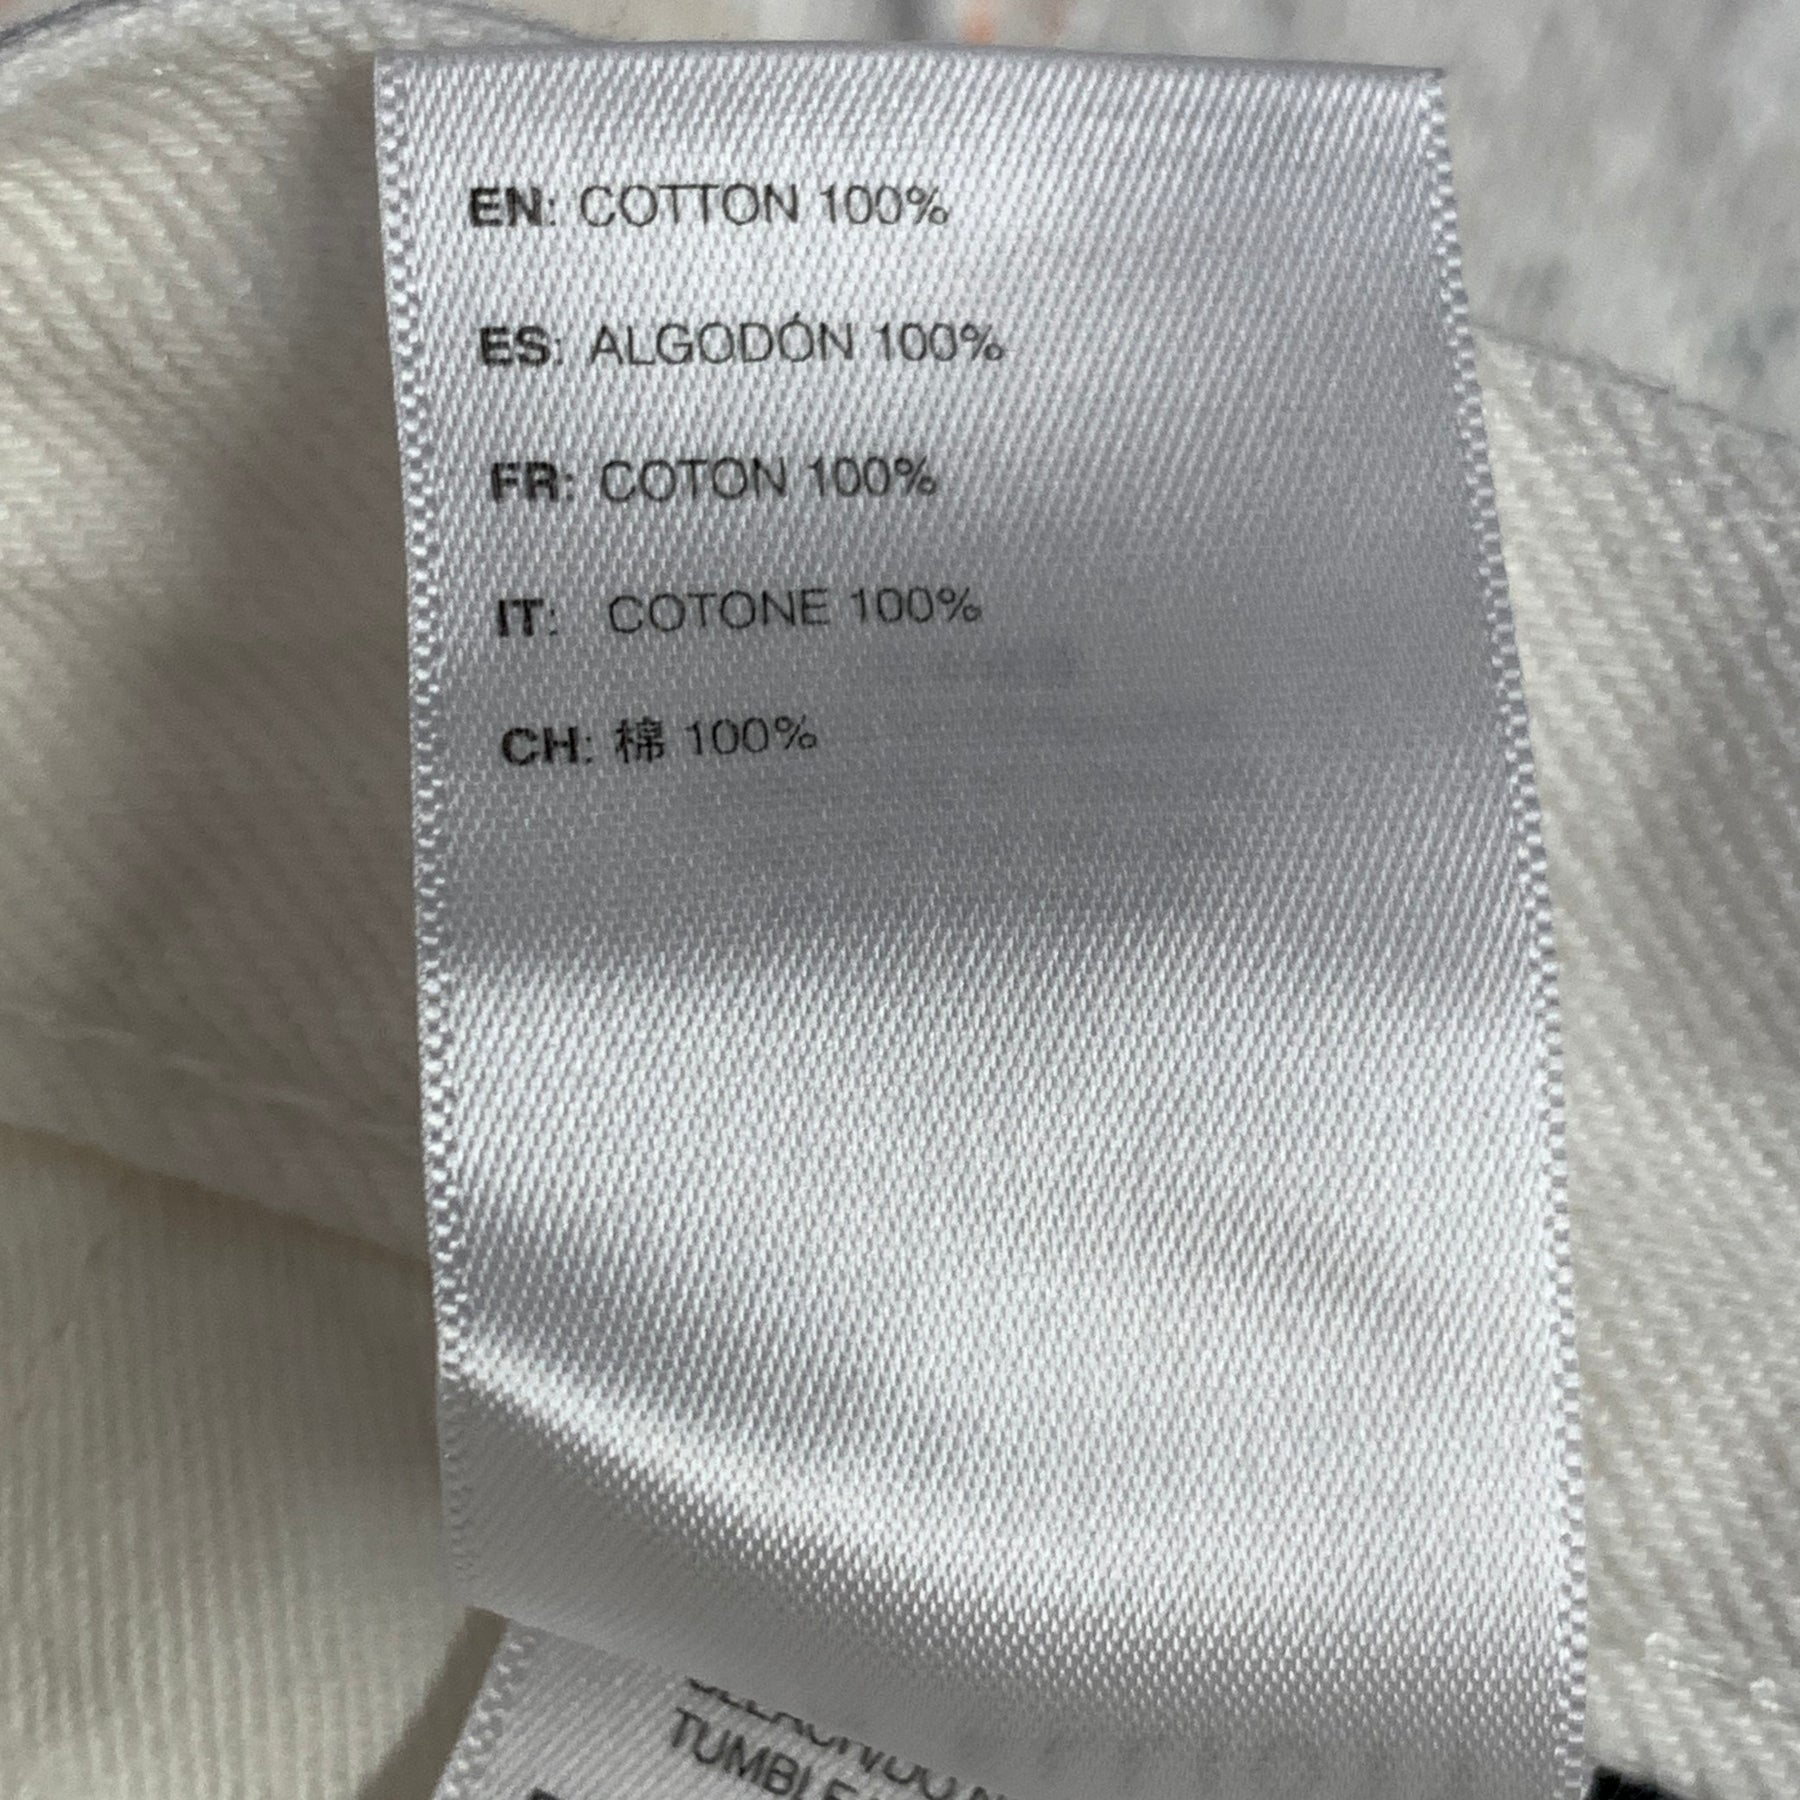 EN: COTTON 100%
ES: ALGODÓN 100%
FR: COTON 100%
IT: COTONE 100%
CH: 棉 100%
TUMBLE